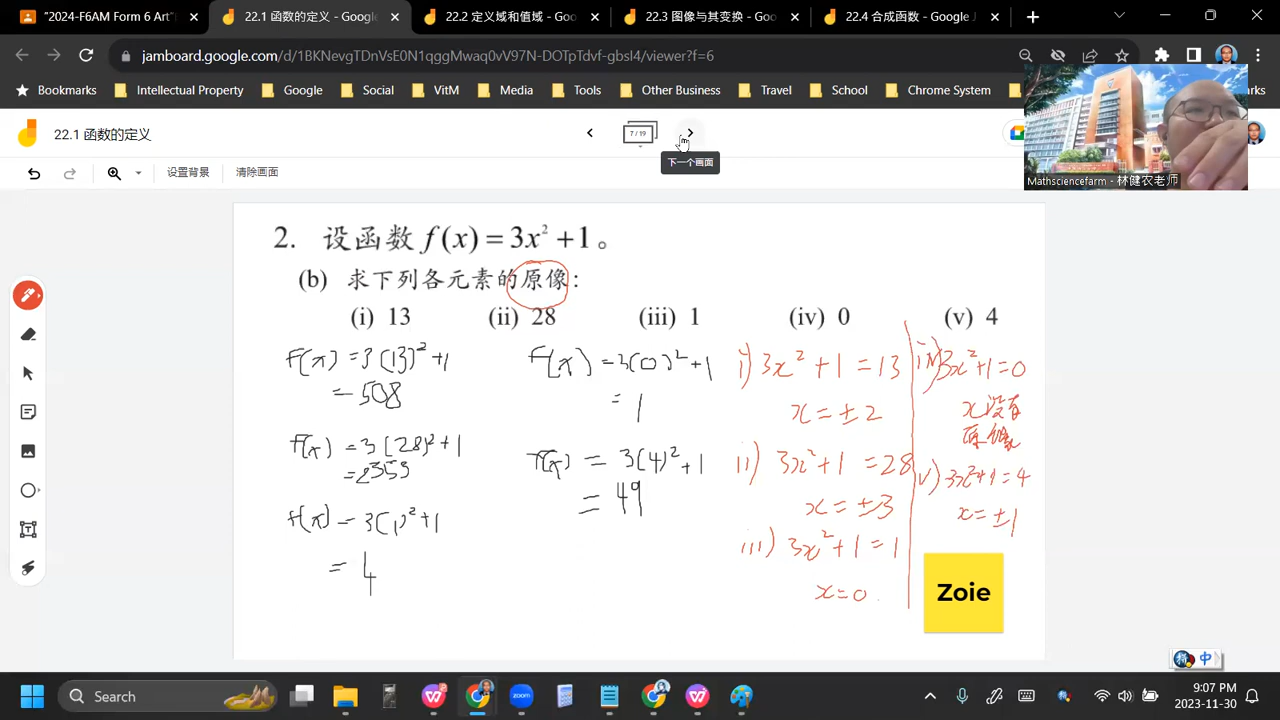 "2024-F6AM Form 6 Art"
22.1 函数的定义 - Google
22.2 定义域和值域 - Goo
22.3 图像与其变换 - Goo
22.4 合成函数 - Google J
jamboard.google.com/d/1BKNevgTDnVsE0N1qggMwaq0vV97N-DOTpTdvf-gbsI4/viewer?f=6
Bookmarks Intellectual Property Google Social VitM Media Tools Other Business Travel School Chrome System
22.1 函数的定义
7 / 19
下一个画面
设置背景 清除画面
Mathsciencefarm - 林健农老师
2. 设函数 f(x) = 3x² + 1。
(b) 求下列各元素的原像:
(i) 13 (ii) 28 (iii) 1 (iv) 0 (v) 4
f(x) = 3(13)² + 1
= 508
f(x) = 3(28)² + 1
= 2353
f(x) = 3(1)² + 1
= 4
f(x) = 3(0)² + 1
= 1
f(x) = 3(4)² + 1
= 49
i) 3x² + 1 = 13
x = ±2
ii) 3x² + 1 = 28
x = ±3
iii) 3x² + 1 = 1
x = 0
iv) 3x² + 1 = 0
x 没有
原像
v) 3x² + 1 = 4
x = ±1
Zoie
中
Search
9:07 PM
2023-11-30